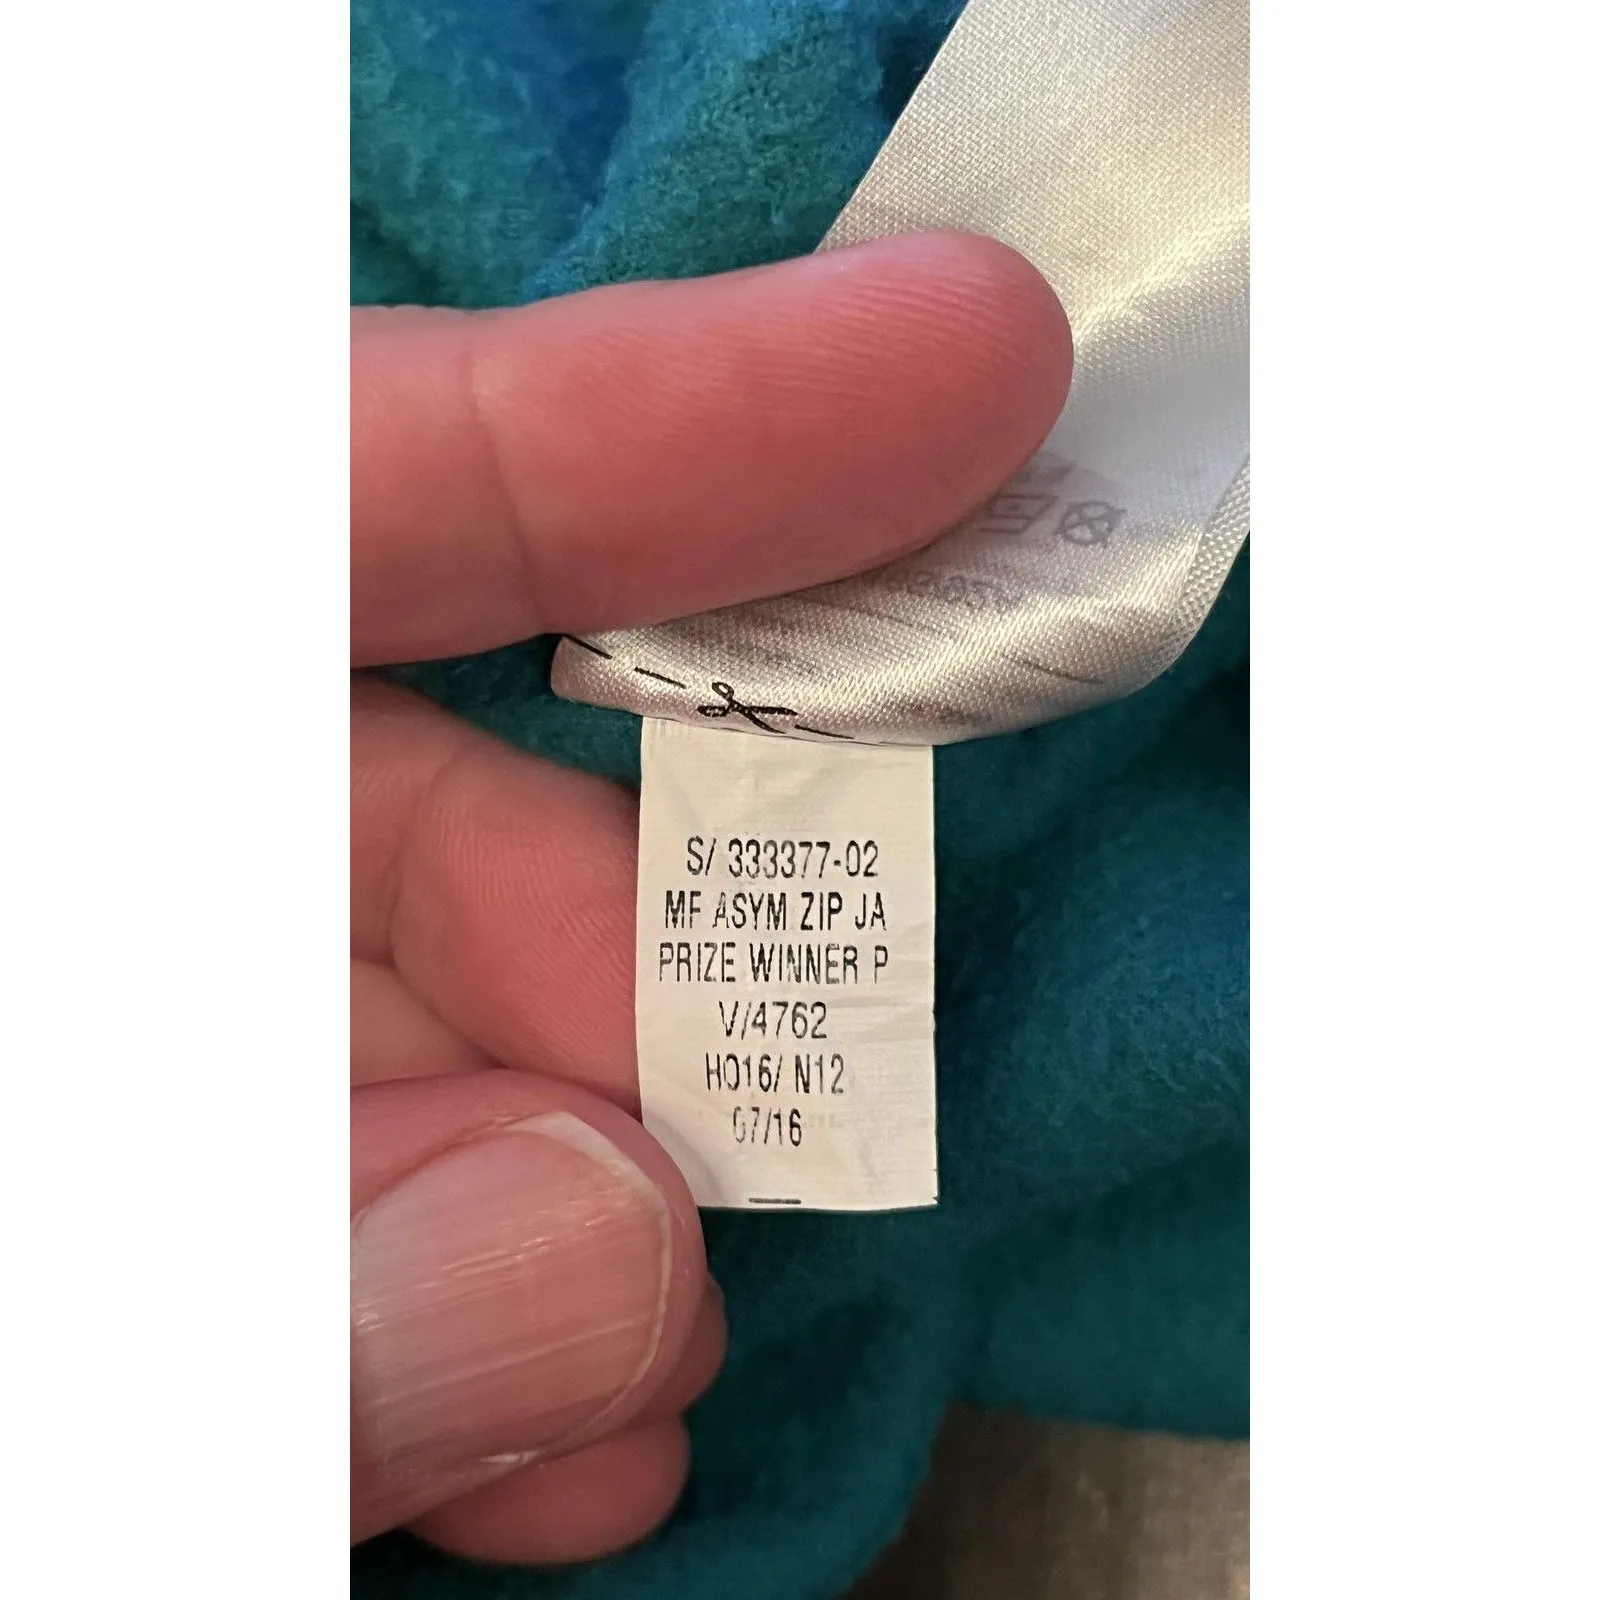 S/ 333377-02
MF ASYM ZIP JA
PRIZE WINNER P
V/4762
HO16/ N12
07/16